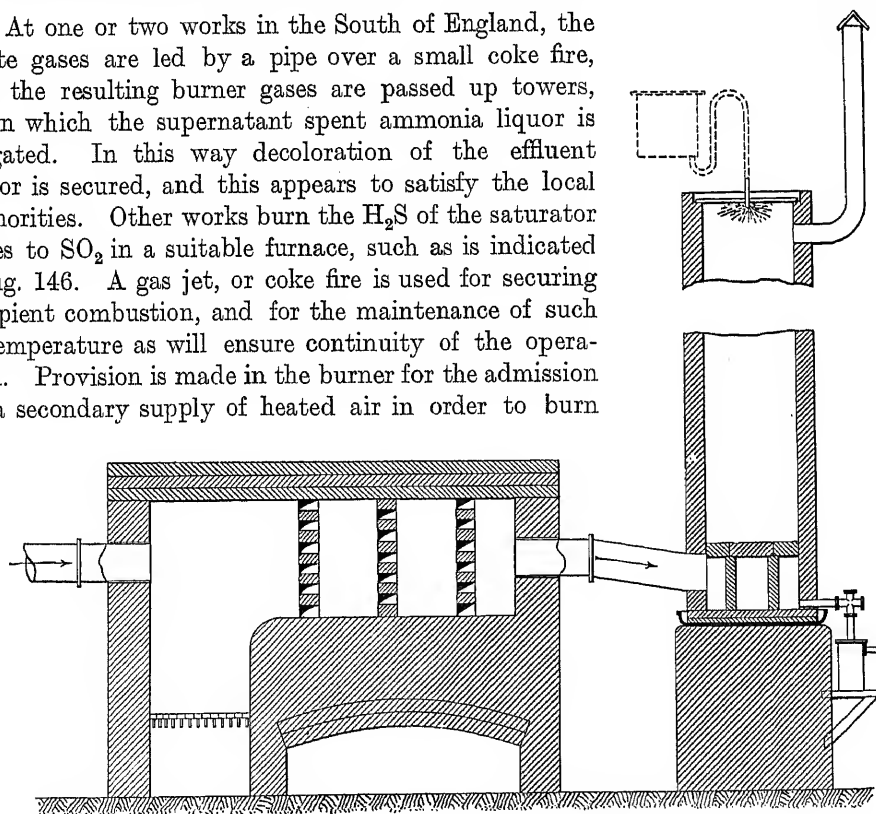 At one or two works in the South of England, the
te gases are led by a pipe over a small coke fire,
the resulting burner gases are passed up towers,
n which the supernatant spent ammonia liquor is
gated. In this way decoloration of the effluent
or is secured, and this appears to satisfy the local
horities. Other works burn the H₂S of the saturator
es to SO₂ in a suitable furnace, such as is indicated
ig. 146. A gas jet, or coke fire is used for securing
pient combustion, and for the maintenance of such
emperature as will ensure continuity of the opera-
. Provision is made in the burner for the admission
a secondary supply of heated air in order to burn